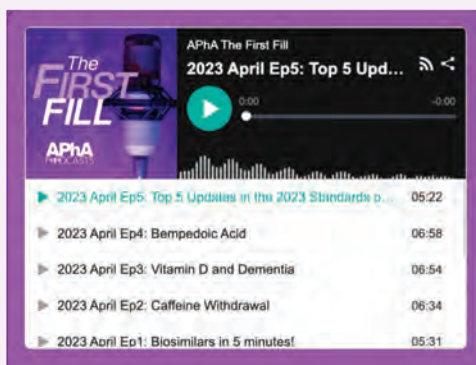 The
FIRST
FILL
APhA
PODCASTS
APhA The First Fill
2023 April Ep5: Top 5 Upd...
0:00
-0:00
2023 April Ep5: Top 5 Updates in the 2023 Standards o...
05:22
2023 April Ep4: Bempedoic Acid
06:58
2023 April Ep3: Vitamin D and Dementia
06:54
2023 April Ep2: Caffeine Withdrawal
06:34
2023 April Ep1: Biosimilars in 5 minutes!
05:31